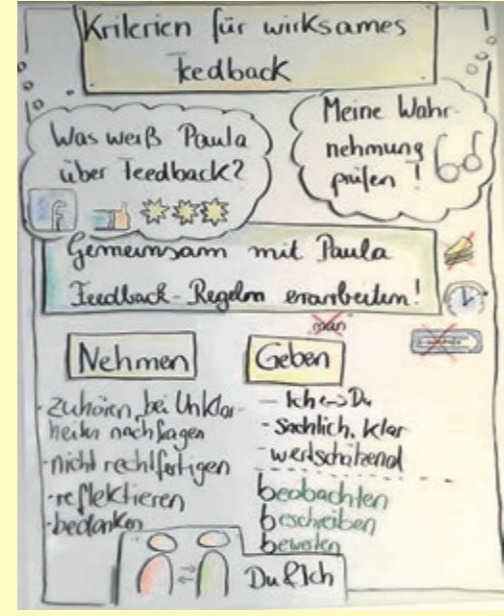 Kriterien für wirksames
Feedback
Was weiß Paula
über Feedback?
Meine Wahr-
nehmung
prüfen!
f
Gemeinsam mit Paula
Feedback-Regeln erarbeiten!
Nehmen
- zuhören, bei Unklar-
heiten nachfragen
- nicht rechtfertigen
- reflektieren
- bedanken
man
Geben
- Ich -> Du
- Sachlich, klar
- wertschätzend
beobachten
beschreiben
bewerten
Du & Ich